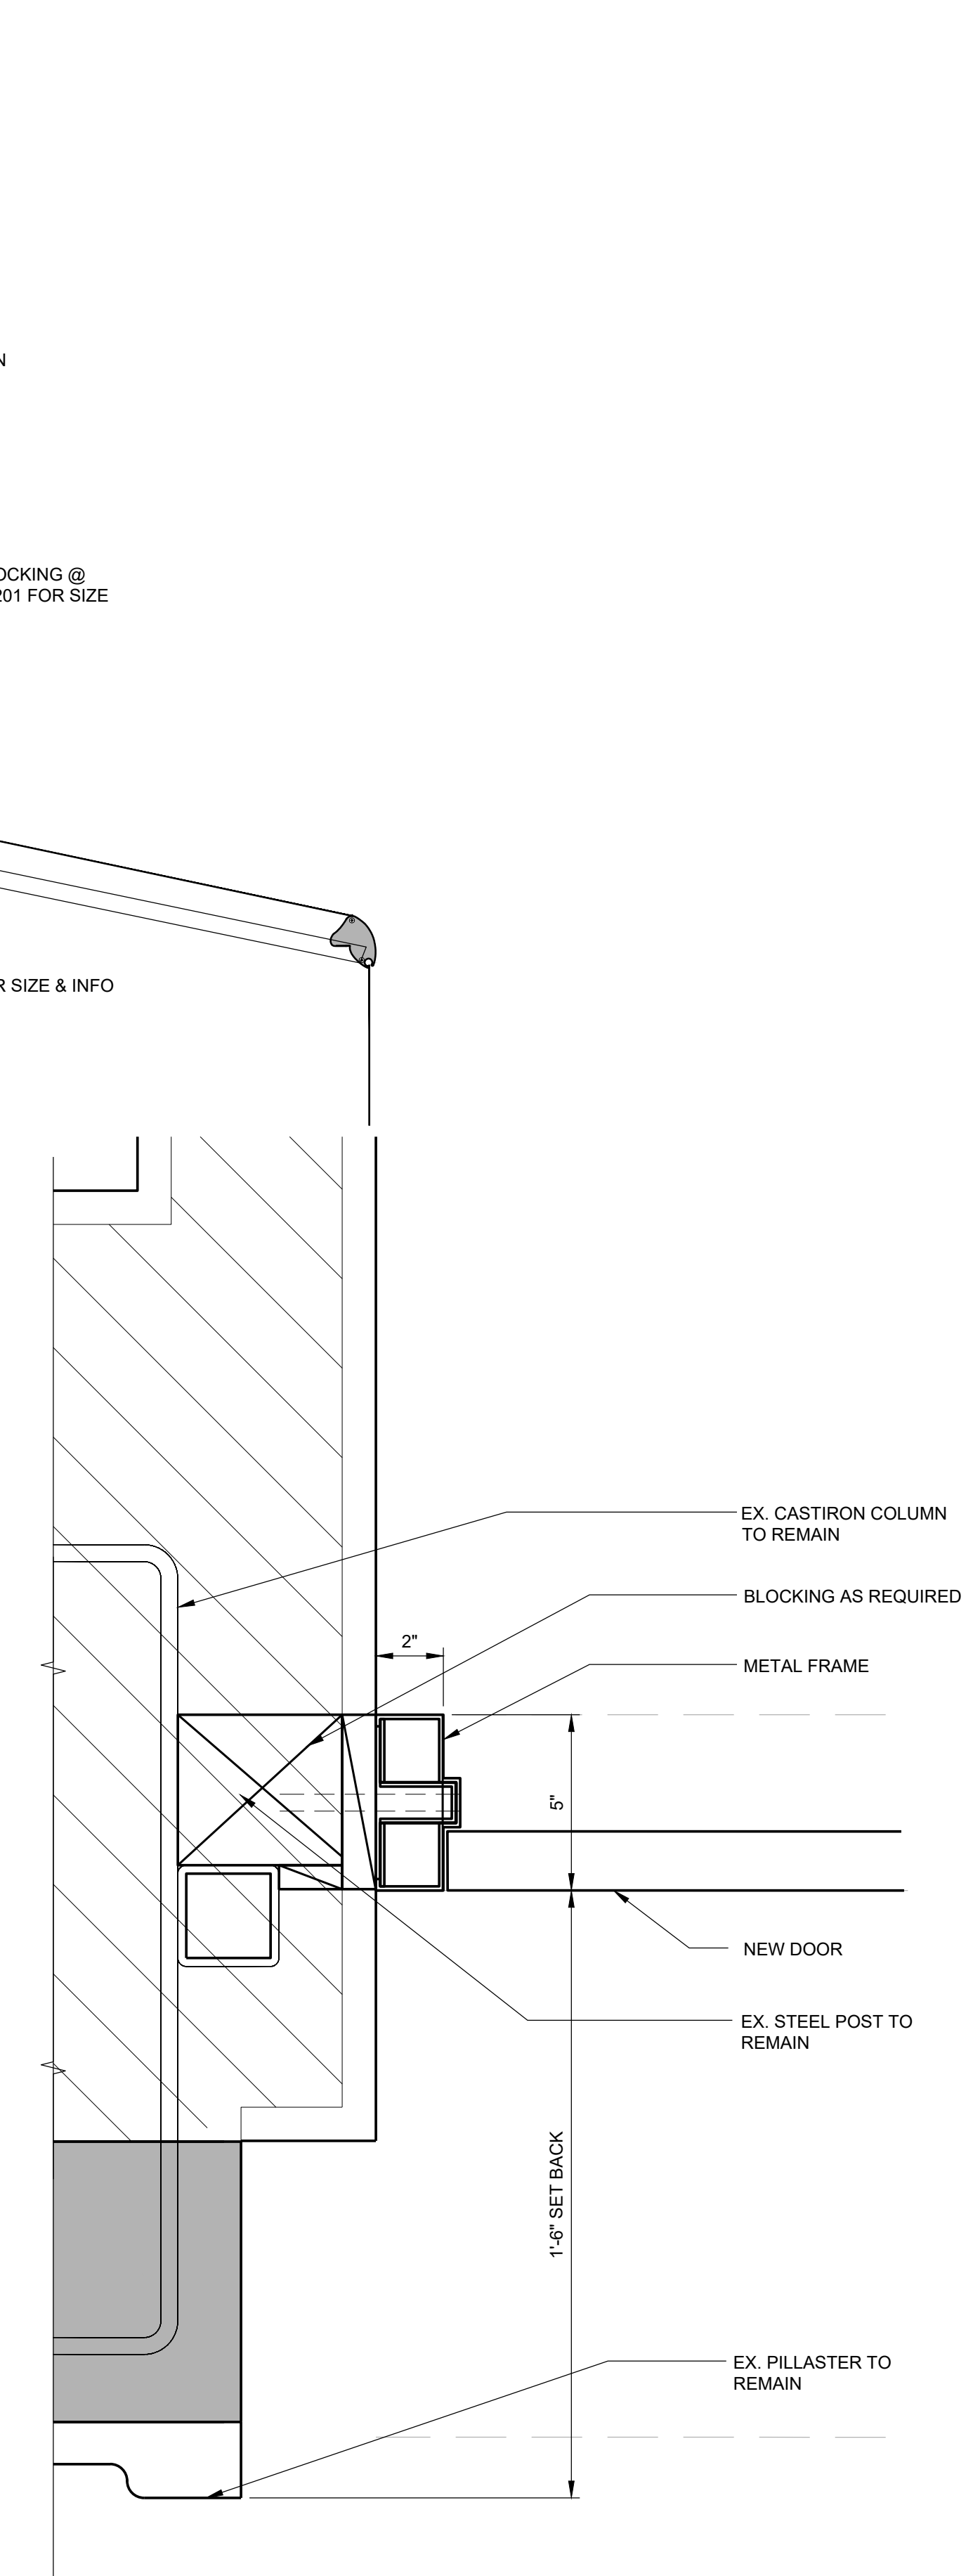 N
OCKING @
201 FOR SIZE
R SIZE & INFO
EX. CASTIRON COLUMN
TO REMAIN
BLOCKING AS REQUIRED
2"
METAL FRAME
5"
NEW DOOR
EX. STEEL POST TO
REMAIN
1'-6" SET BACK
EX. PILLASTER TO
REMAIN